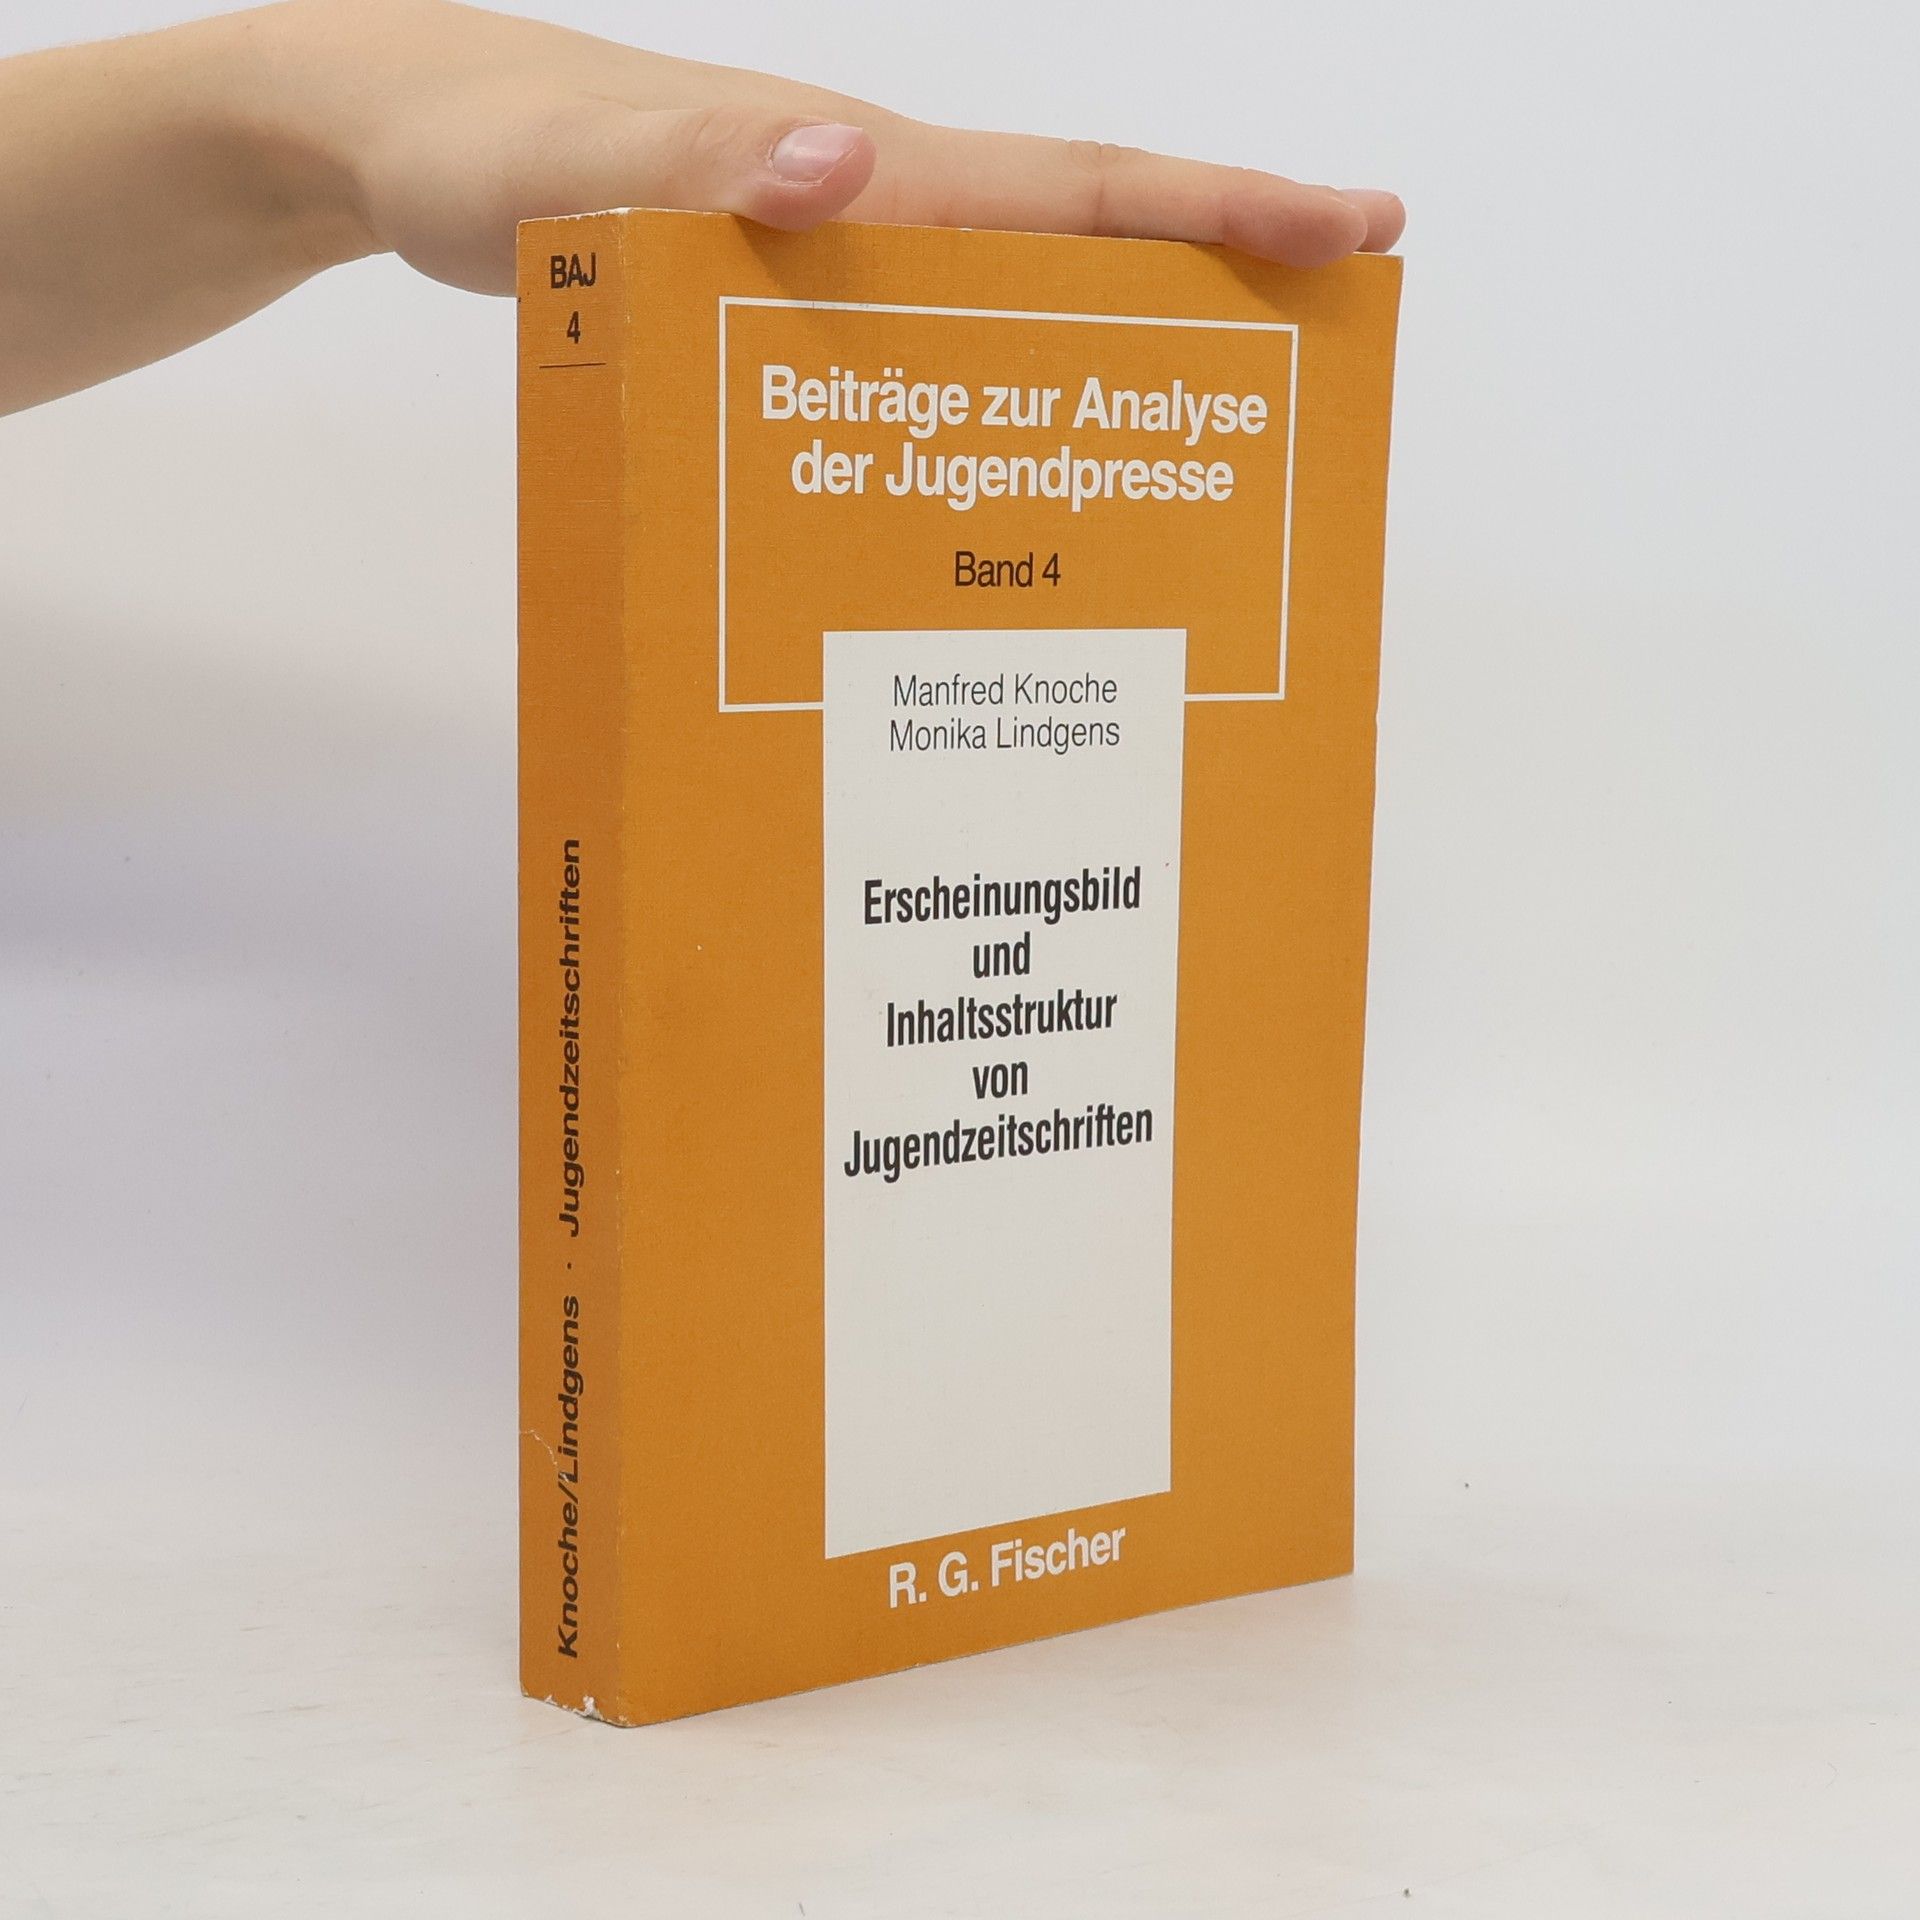 BAJ
4
Knoche/Lindgens · Jugendzeitschriften
Beiträge zur Analyse
der Jugendpresse
Band 4
Manfred Knoche
Monika Lindgens
Erscheinungsbild
und
Inhaltsstruktur
von
Jugendzeitschriften
R. G. Fischer